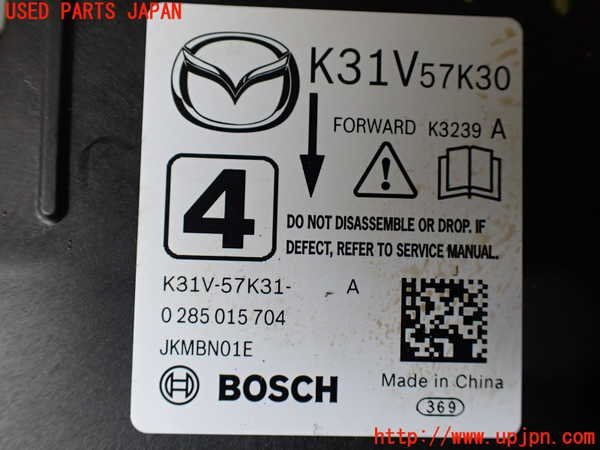 USED PARTS JAPAN
K31V57K30
FORWARD K3239 A
4
DO NOT DISASSEMBLE OR DROP. IF
DEFECT, REFER TO SERVICE MANUAL.
K31V-57K31- A
0 285 015 704
JKMBN01E
BOSCH
Made in China
369
© www.upjpn.com